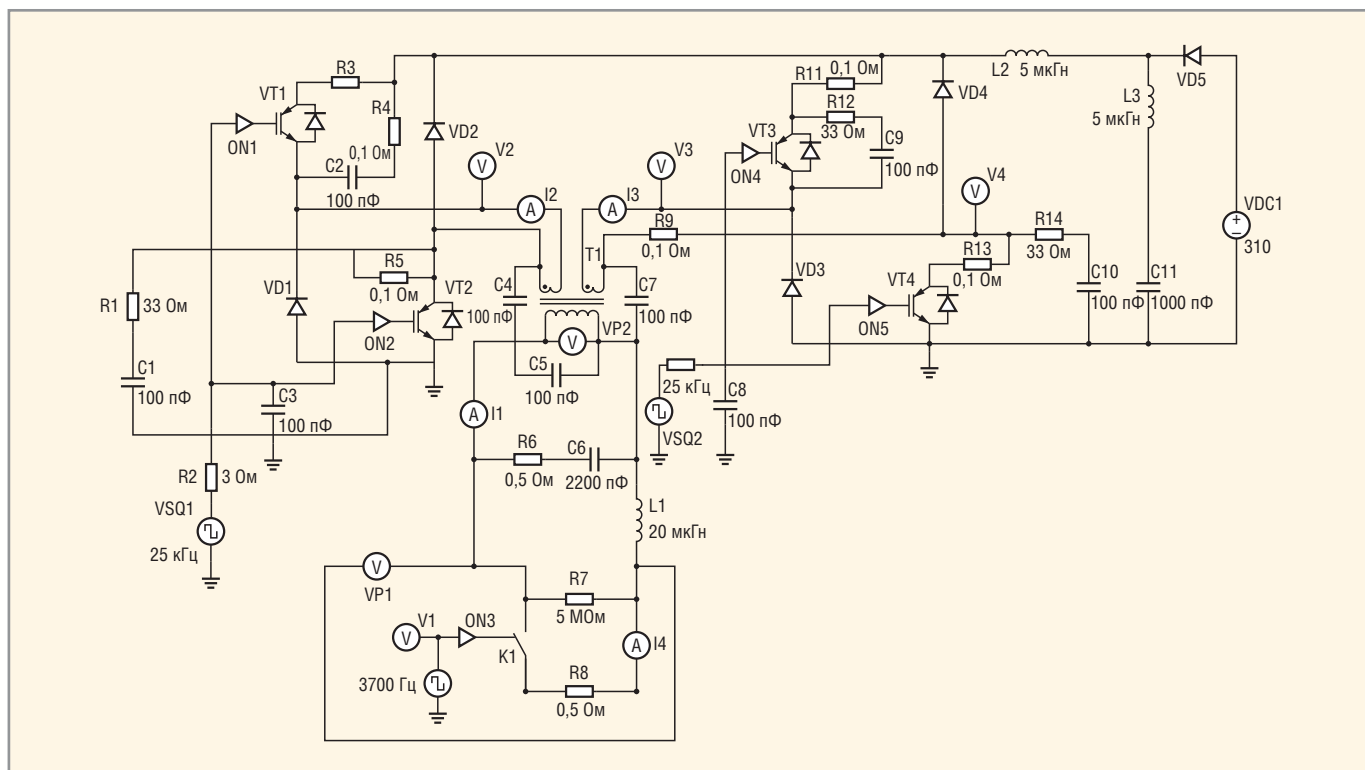 R3
VT1
R4
ON1
C2
0,1 Ом
100 пФ
VD2
V2
V
A
I2
V3
V
I3
A
R11
0,1 Ом
R12
33 Ом
VT3
ON4
C9
100 пФ
VD4
L2 5 мкГн
VD5
L3
5 мкГн
V4
V
VDC1
310
R9
0,1 Ом
T1
R14
33 Ом
R13
0,1 Ом
VT4
ON5
C10
100 пФ
C11
1000 пФ
VD3
R1
33 Ом
R5
0,1 Ом
VD1
VT2
ON2
C4
100 пФ
C7
100 пФ
VP2
V
C5
100 пФ
C1
100 пФ
C3
100 пФ
A
I1
25 кГц
VSQ2
C8
100 пФ
R2
3 Ом
VSQ1
25 кГц
R6
0,5 Ом
C6
2200 пФ
L1
20 мкГн
V
VP1
R7
5 МОм
V1
V
ON3
K1
A
I4
3700 Гц
R8
0,5 Ом